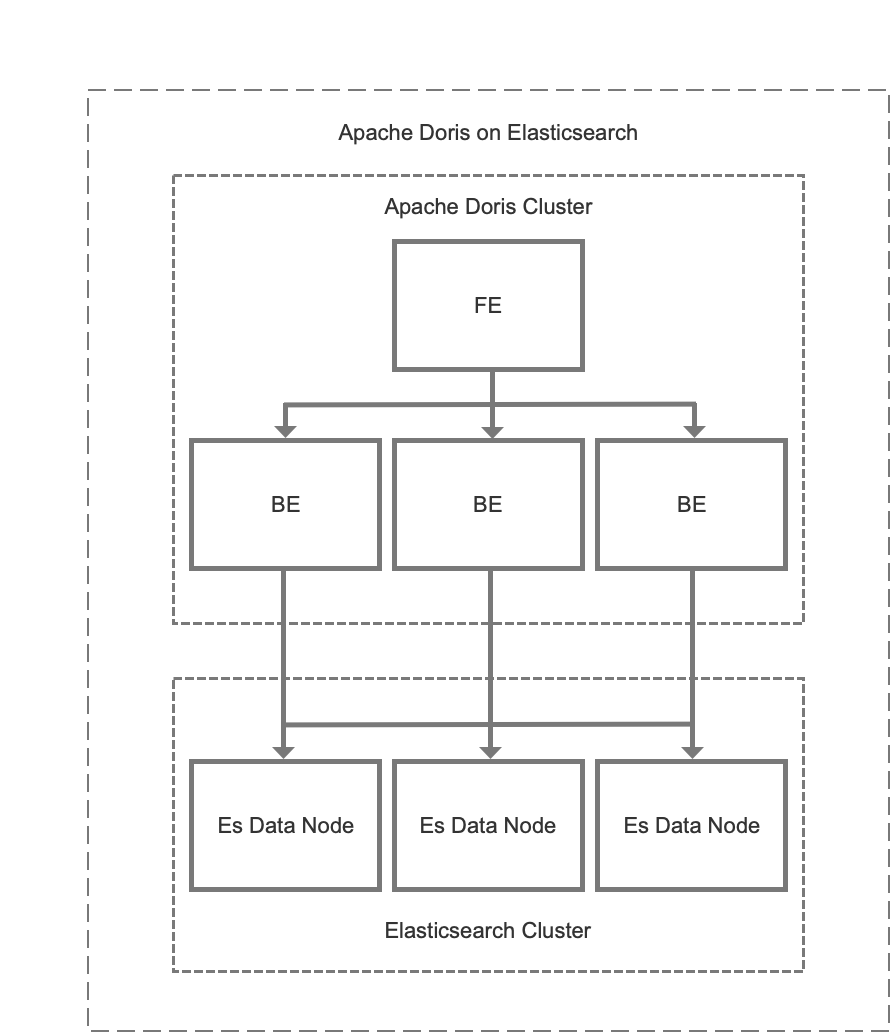 Apache Doris on Elasticsearch
Apache Doris Cluster
FE
BE
BE
BE
Es Data Node
Es Data Node
Es Data Node
Elasticsearch Cluster